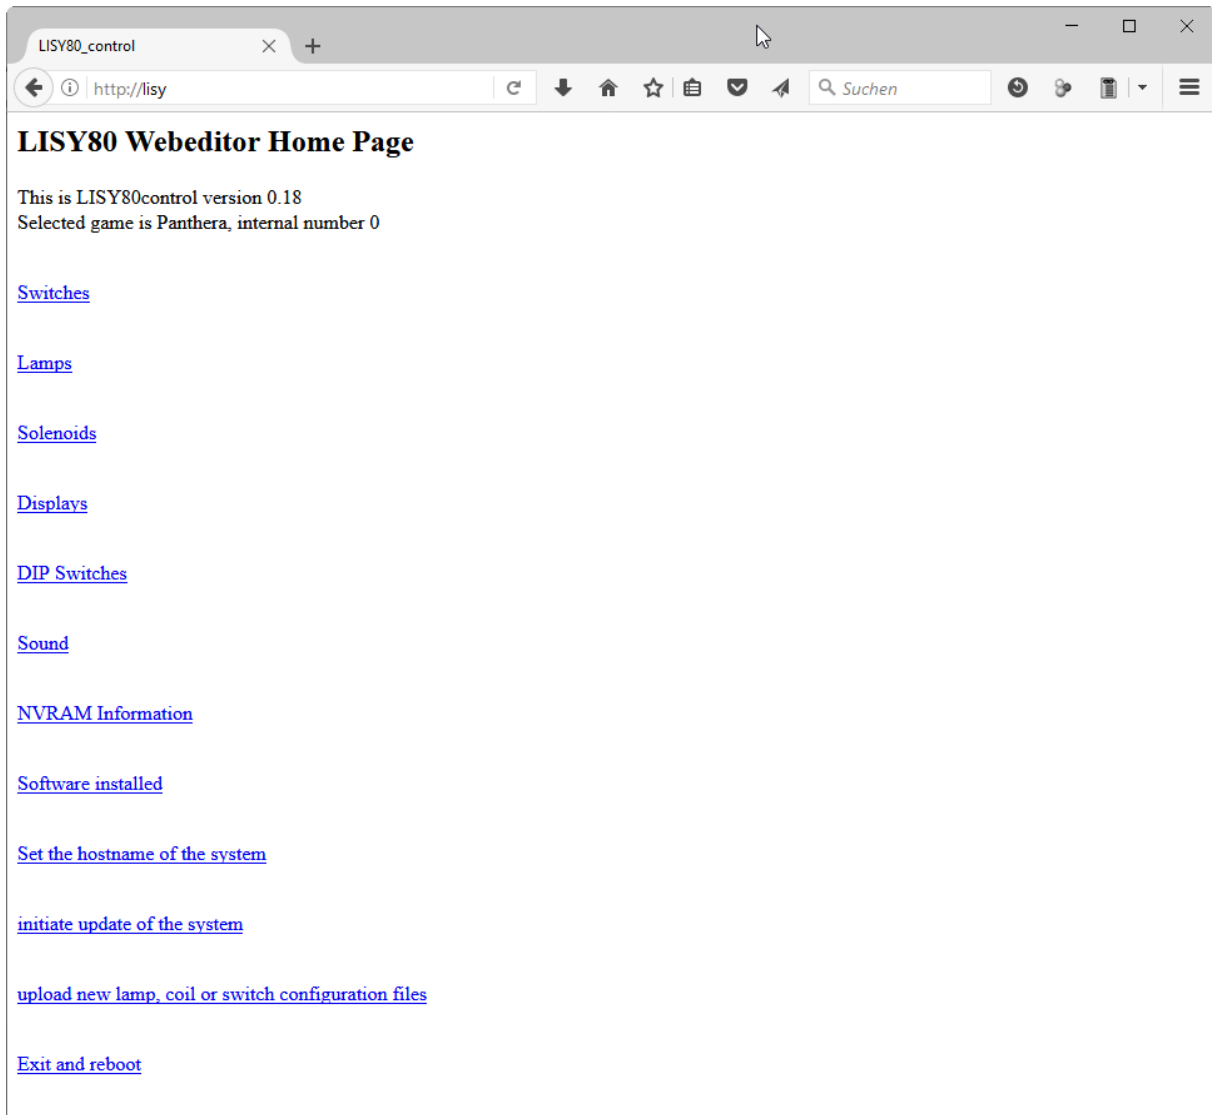 LISY80_control
http://lisy
Suchen
LISY80 Webeditor Home Page
This is LISY80control version 0.18
Selected game is Panthera, internal number 0
Switches
Lamps
Solenoids
Displays
DIP Switches
Sound
NVRAM Information
Software installed
Set the hostname of the system
initiate update of the system
upload new lamp, coil or switch configuration files
Exit and reboot